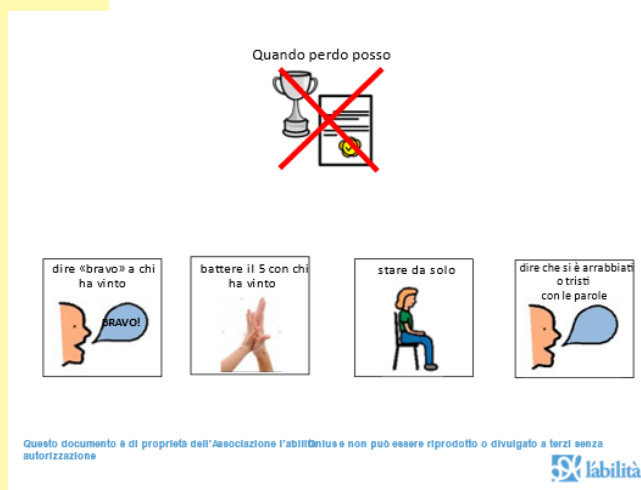 Quando perdo posso
dire «bravo» a chi
ha vinto
BRAVO!
battere il 5 con chi
ha vinto
stare da solo
dire che si è arrabbiati
o tristi
con le parole
Questo documento è di proprietà dell'Associazione l'abilitàOnlus e non può essere riprodotto o divulgato a terzi senza
autorizzazione
l'abilità